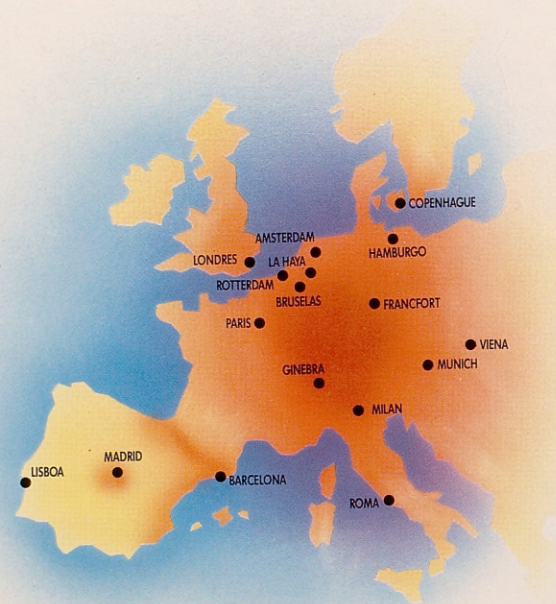 COPENHAGUE
AMSTERDAM
HAMBURGO
LONDRES
LA HAYA
ROTTERDAM
BRUSELAS
FRANCFORT
PARIS
VIENA
MUNICH
GINEBRA
MILAN
MADRID
LISBOA
BARCELONA
ROMA